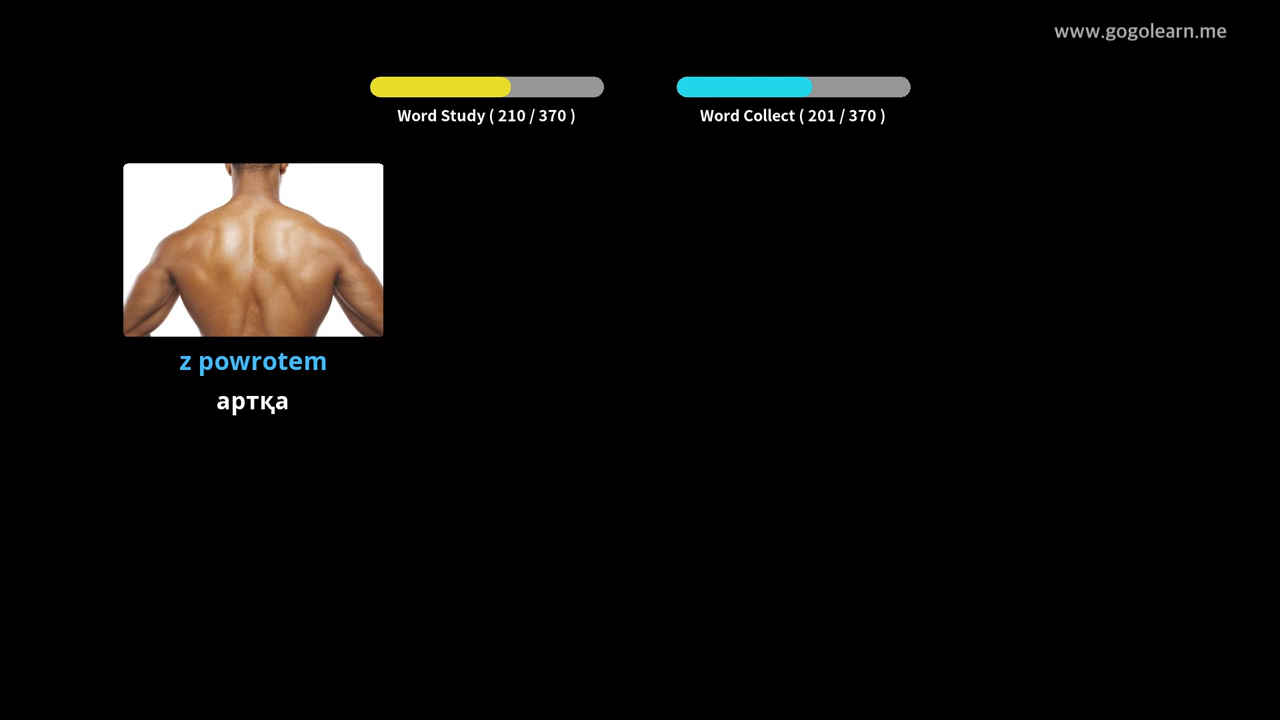 www.gogolearn.me
Word Study ( 210 / 370 )
Word Collect ( 201 / 370 )
z powrotem
артқа